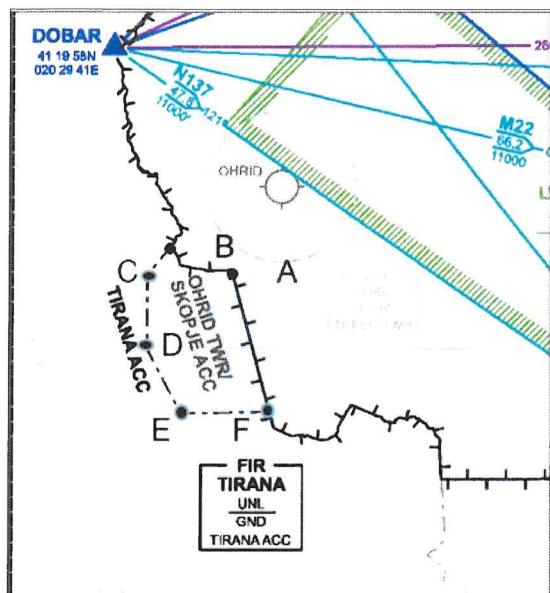 DOBAR
41 19 58N
020 29 41E
N137
47.8
11000'
121
M22
66.2
11000
OHRID
A
B
C
D
E
F
TIRANA ACC
OHRID TWR/
SKOPJE ACC
FIR
TIRANA
UNL
GND
TIRANA ACC